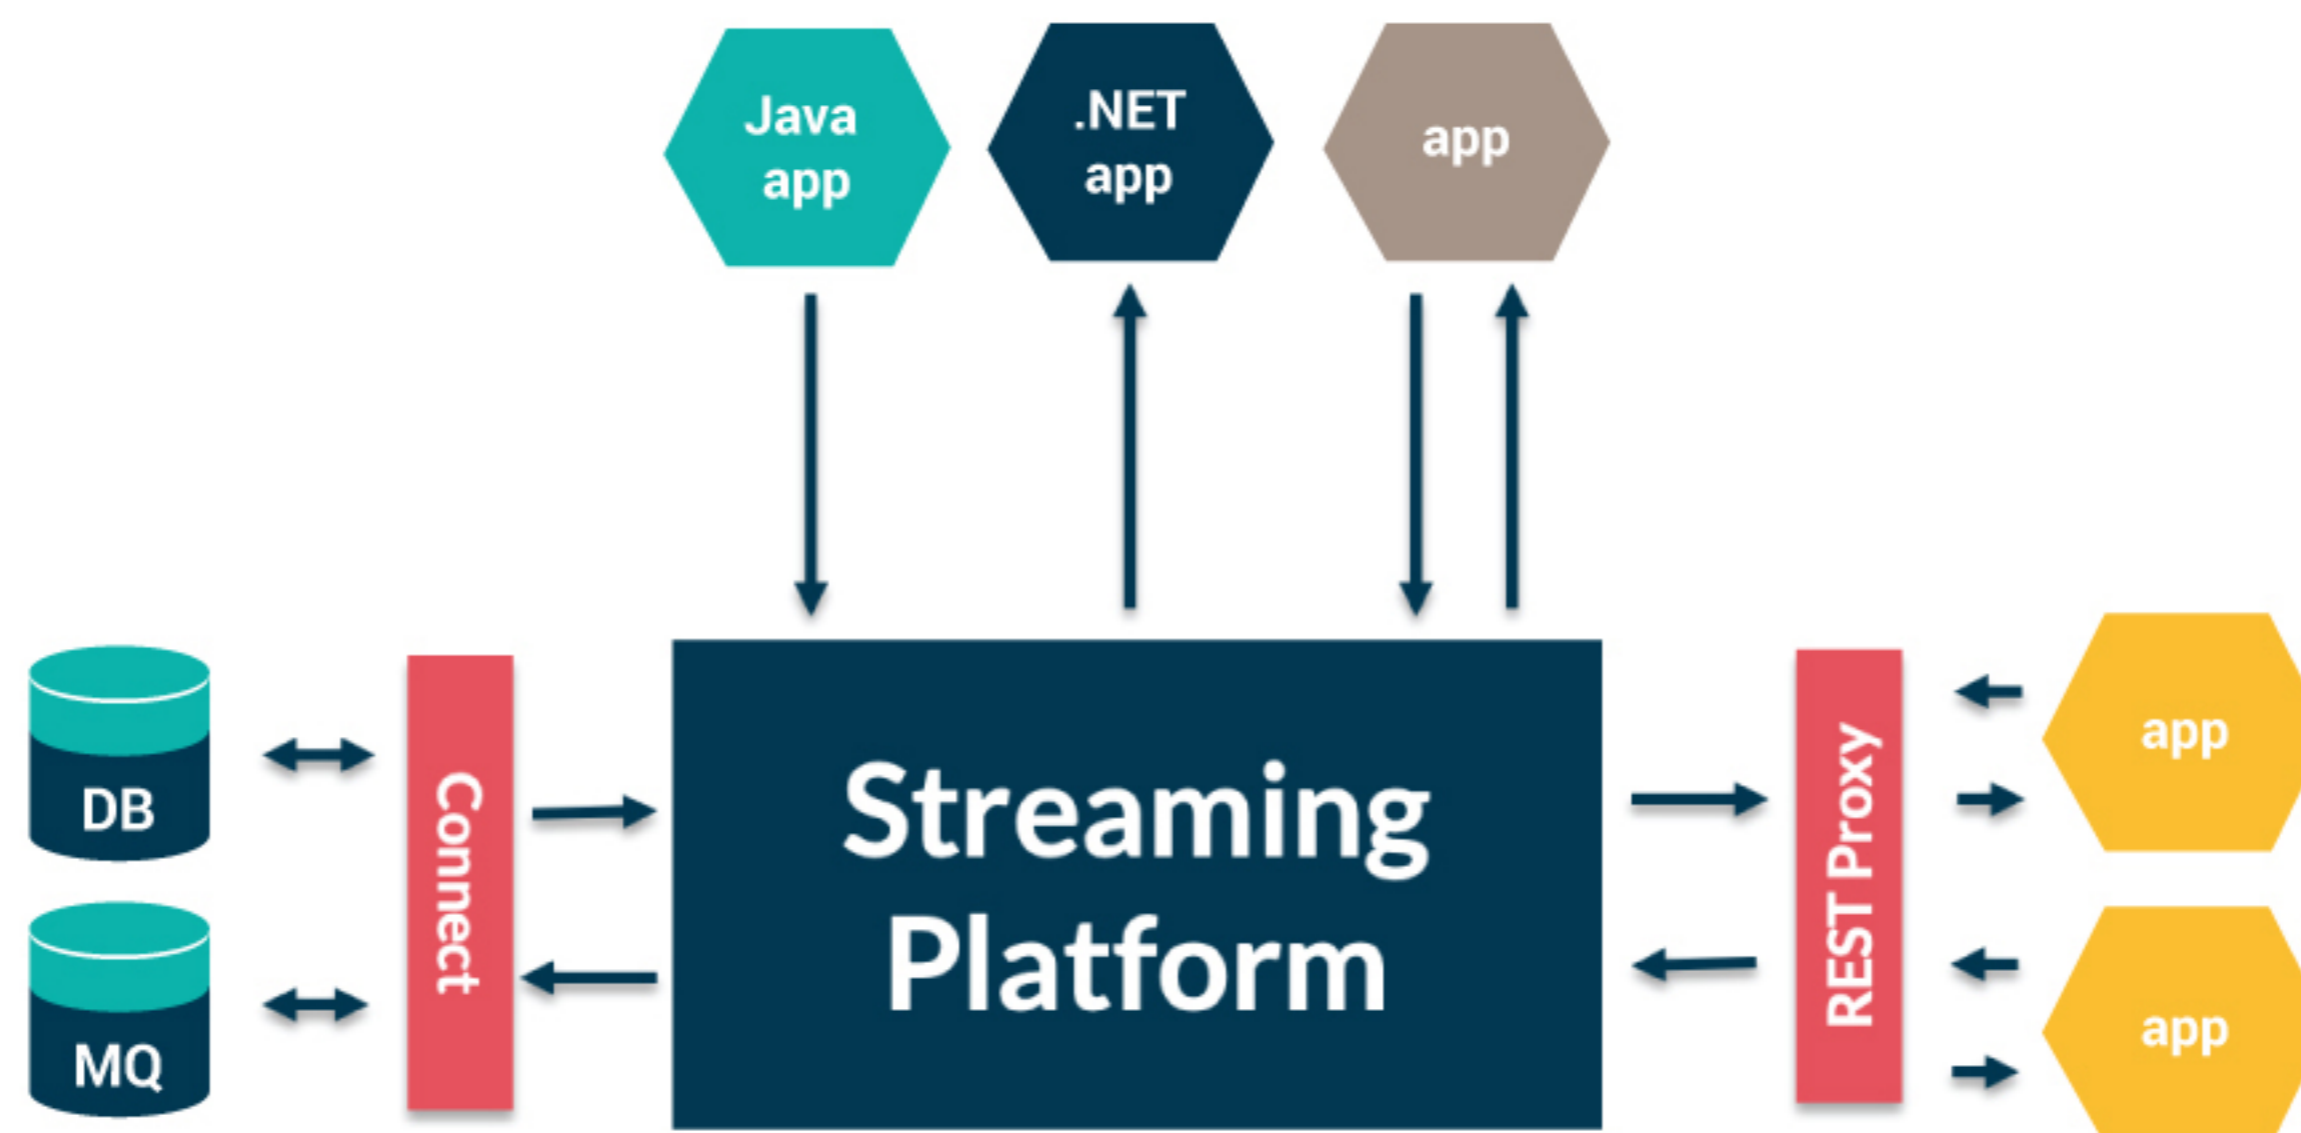 Java
app
.NET
app
app
DB
MQ
Connect
Streaming
Platform
REST Proxy
app
app